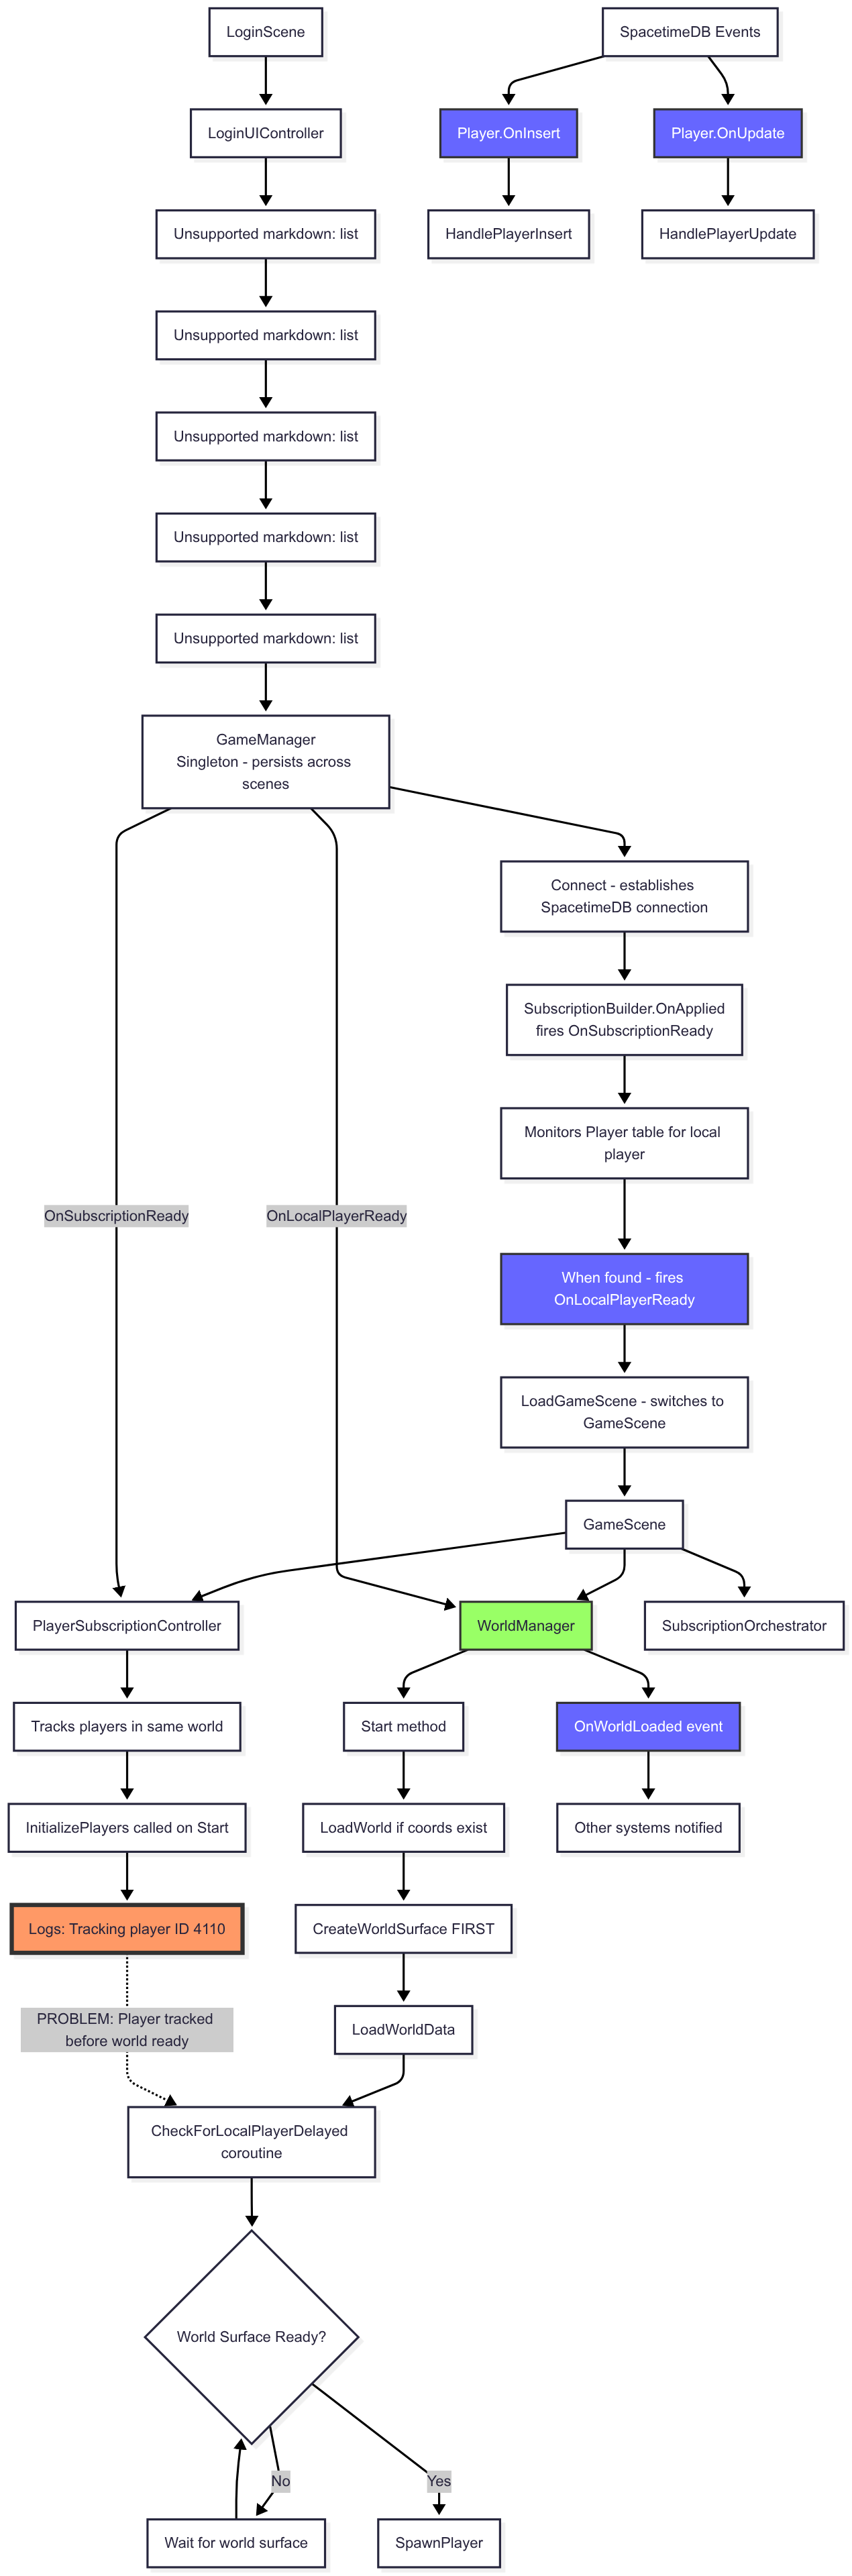 LoginScene
SpacetimeDB Events
LoginUIController
Player.OnInsert
Player.OnUpdate
Unsupported markdown: list
HandlePlayerInsert
HandlePlayerUpdate
Unsupported markdown: list
Unsupported markdown: list
Unsupported markdown: list
Unsupported markdown: list
GameManager
Singleton - persists across
scenes
Connect - establishes
SpacetimeDB connection
SubscriptionBuilder.OnApplied
fires OnSubscriptionReady
Monitors Player table for local
player
OnSubscriptionReady
OnLocalPlayerReady
When found - fires
OnLocalPlayerReady
LoadGameScene - switches to
GameScene
GameScene
PlayerSubscriptionController
WorldManager
SubscriptionOrchestrator
Tracks players in same world
Start method
OnWorldLoaded event
InitializePlayers called on Start
LoadWorld if coords exist
Other systems notified
Logs: Tracking player ID 4110
CreateWorldSurface FIRST
PROBLEM: Player tracked
before world ready
LoadWorldData
CheckForLocalPlayerDelayed
coroutine
World Surface Ready?
No
Yes
Wait for world surface
SpawnPlayer